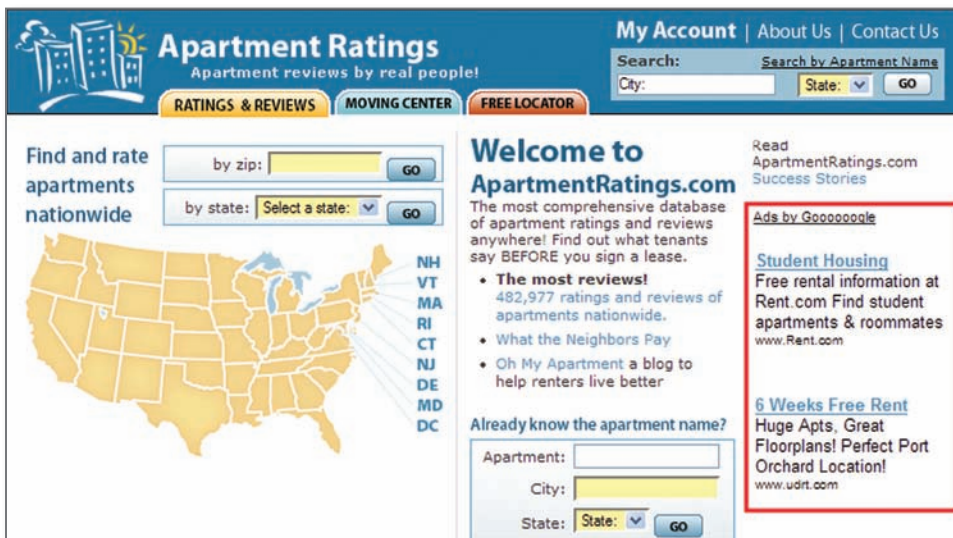 Apartment Ratings
Apartment reviews by real people!
My Account | About Us | Contact Us
Search: Search by Apartment Name
City: State: GO
RATINGS & REVIEWS MOVING CENTER FREE LOCATOR
Find and rate
apartments
nationwide
by zip: GO
by state: Select a state: GO
NH
VT
MA
RI
CT
NJ
DE
MD
DC
Welcome to
ApartmentRatings.com
The most comprehensive database
of apartment ratings and reviews
anywhere! Find out what tenants
say BEFORE you sign a lease.
• The most reviews!
482,977 ratings and reviews of
apartments nationwide.
• What the Neighbors Pay
• Oh My Apartment a blog to
help renters live better
Already know the apartment name?
Apartment:
City:
State: State: GO
Read
ApartmentRatings.com
Success Stories
Ads by Goooooogle
Student Housing
Free rental information at
Rent.com Find student
apartments & roommates
www.Rent.com
6 Weeks Free Rent
Huge Apts, Great
Floorplans! Perfect Port
Orchard Location!
www.udrt.com